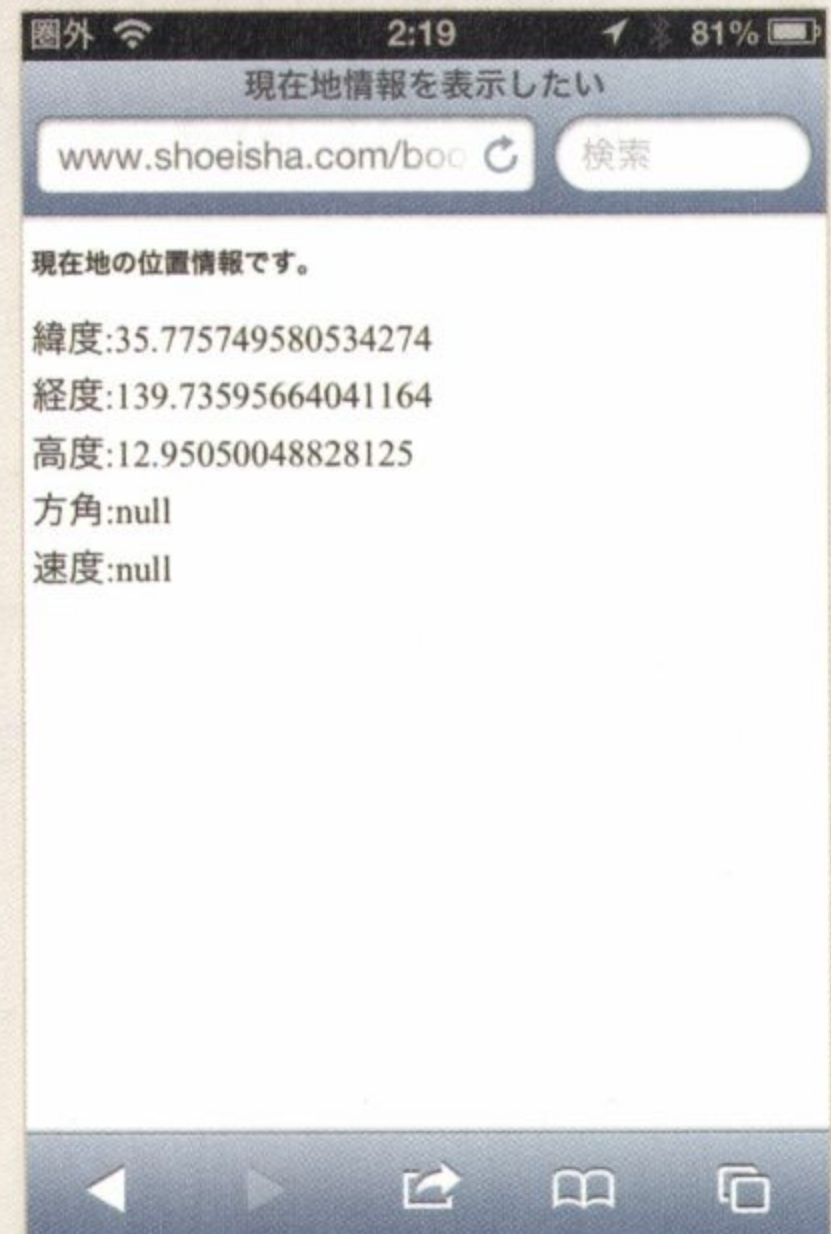 圏外 2:19 81%
現在地情報を表示したい
www.shoeisha.com/boo 検索
現在地の位置情報です。
緯度:35.775749580534274
経度:139.73595664041164
高度:12.95050048828125
方角:null
速度:null